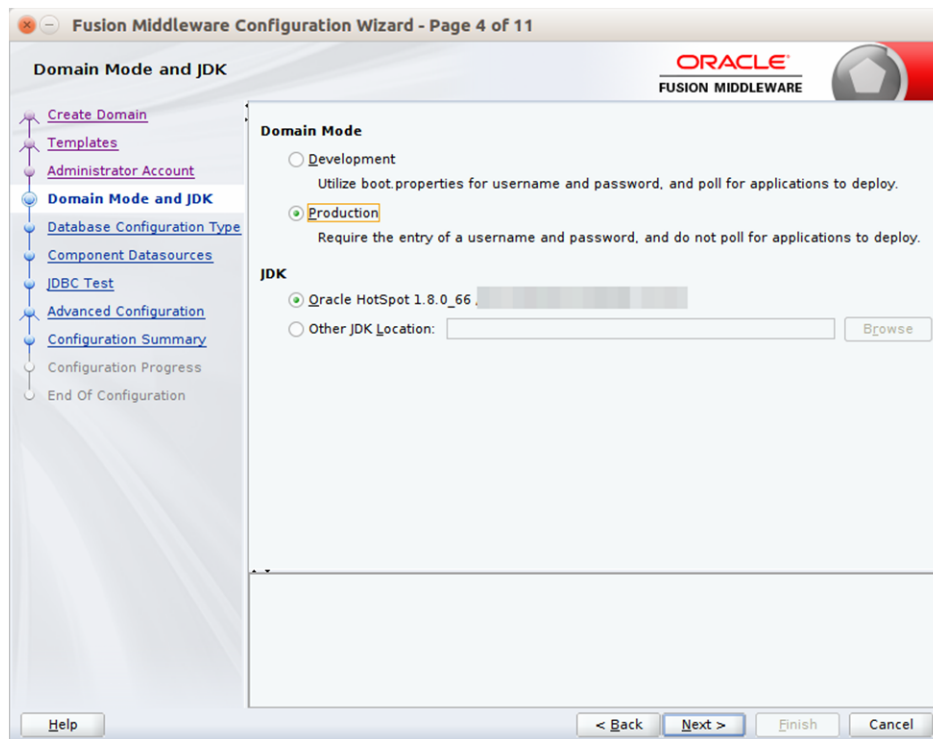 Fusion Middleware Configuration Wizard - Page 4 of 11
Domain Mode and JDK
ORACLE
FUSION MIDDLEWARE
Create Domain
Templates
Administrator Account
Domain Mode and JDK
Database Configuration Type
Component Datasources
JDBC Test
Advanced Configuration
Configuration Summary
Configuration Progress
End Of Configuration
Domain Mode
Development
Utilize boot.properties for username and password, and poll for applications to deploy.
Production
Require the entry of a username and password, and do not poll for applications to deploy.
JDK
Oracle HotSpot 1.8.0_66 ,
Other JDK Location:
Browse
Help
< Back
Next >
Finish
Cancel